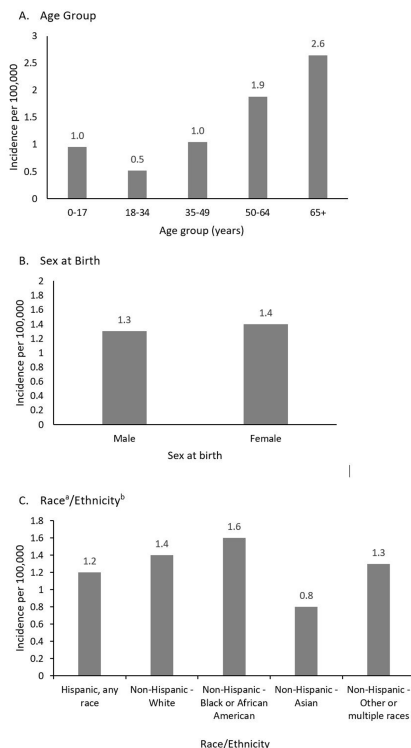 A. Age Group
Incidence per 100,000
3
2.5
2
1.5
1
0.5
0
1.0
0.5
1.0
1.9
2.6
0-17 18-34 35-49 50-64 65+
Age group (years)
B. Sex at Birth
Incidence per 100,000
2
1.8
1.6
1.4
1.2
1
0.8
0.6
0.4
0.2
0
1.3
1.4
Male Female
Sex at birth
C. Raceᵃ/Ethnicityᵇ
Incidence per 100,000
1.8
1.6
1.4
1.2
1
0.8
0.6
0.4
0.2
0
1.2
1.4
1.6
0.8
1.3
Hispanic, any
race
Non-Hispanic -
White
Non-Hispanic -
Black or African
American
Non-Hispanic -
Asian
Non-Hispanic -
Other or
multiple races
Race/Ethnicity